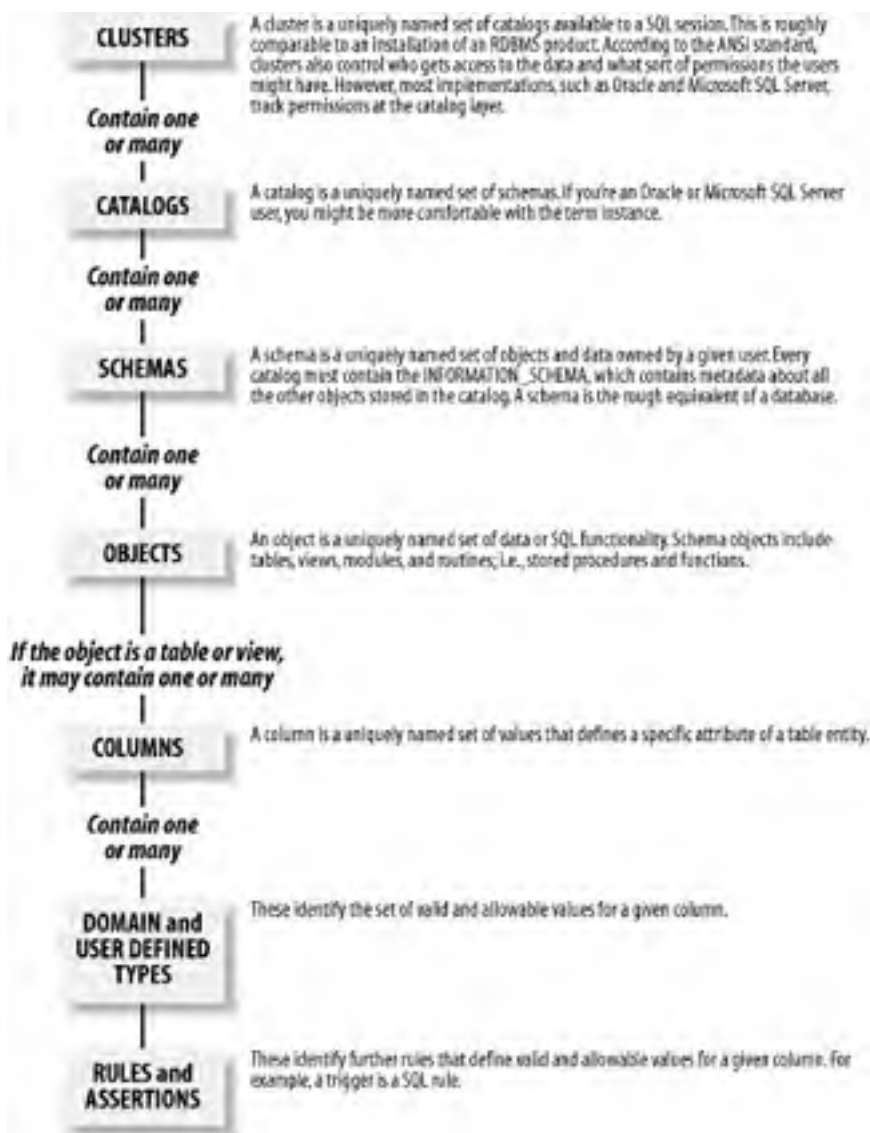 CLUSTERS
A cluster is a uniquely named set of catalogs available to a SQL session. This is roughly
comparable to an installation of an RDBMS product. According to the ANSI standard,
clusters also control who gets access to the data and what sort of permissions the users
might have. However, most implementations, such as Oracle and Microsoft SQL Server,
track permissions at the catalog layer.
Contain one
or many
CATALOGS
A catalog is a uniquely named set of schemas. If you're an Oracle or Microsoft SQL Server
user, you might be more comfortable with the term instance.
Contain one
or many
SCHEMAS
A schema is a uniquely named set of objects and data owned by a given user. Every
catalog must contain the INFORMATION_SCHEMA, which contains metadata about all
the other objects stored in the catalog. A schema is the rough equivalent of a database.
Contain one
or many
OBJECTS
An object is a uniquely named set of data or SQL functionality. Schema objects include
tables, views, modules, and routines; i.e., stored procedures and functions.
If the object is a table or view,
it may contain one or many
COLUMNS
A column is a uniquely named set of values that defines a specific attribute of a table entity.
Contain one
or many
DOMAIN and
USER DEFINED
TYPES
These identify the set of valid and allowable values for a given column.
RULES and
ASSERTIONS
These identify further rules that define valid and allowable values for a given column. For
example, a trigger is a SQL rule.